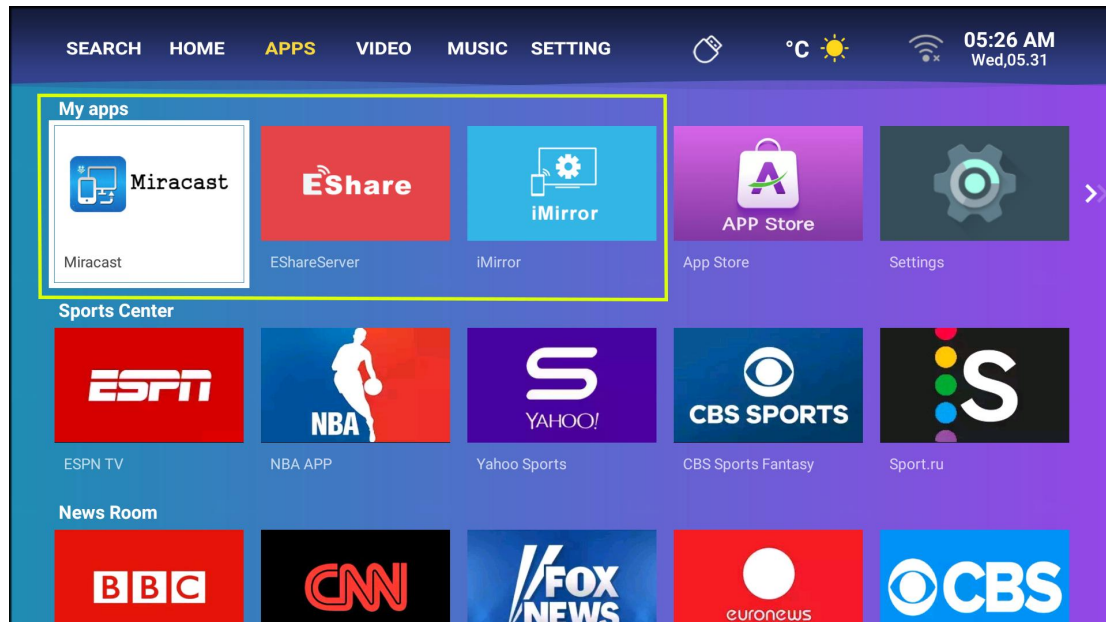 SEARCH HOME APPS VIDEO MUSIC SETTING °C 05:26 AM
Wed,05.31
My apps
Miracast EShare iMirror APP Store
Miracast EShareServer iMirror App Store Settings
Sports Center
ESPN NBA YAHOO! CBS SPORTS S
ESPN TV NBA APP Yahoo Sports CBS Sports Fantasy Sport.ru
News Room
BBC CNN FOX NEWS euronews CBS